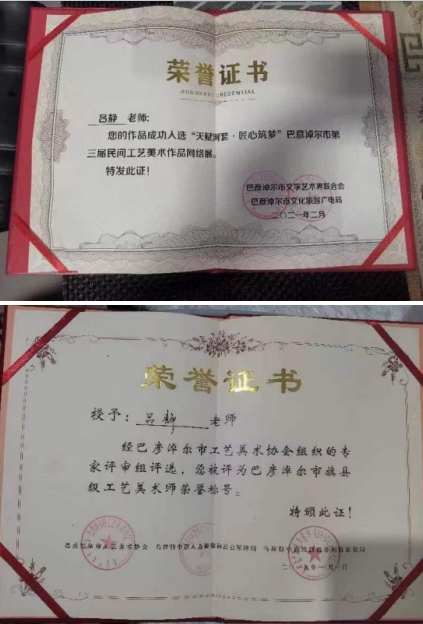 荣誉证书
吕静 老师:
您的作品成功入选“天赋河套·匠心筑梦”巴彦淖尔市第
三届民间工艺美术作品网络展。
特发此证！
巴彦淖尔市文学艺术界联合会
巴彦淖尔市文化旅游广电局
二〇二一年二月
荣誉证书
授予：吕静 老师
经巴彦淖尔市工艺美术协会组织的专
家评审组评选，您被评为巴彦淖尔市旗县
级工艺美术师荣誉称号。
特颁此证！